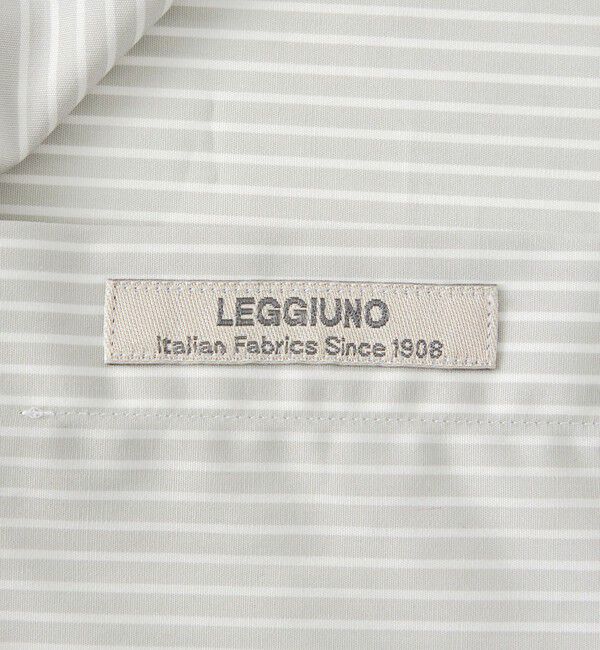 LEGGIUNO
Italian Fabrics Since 1908